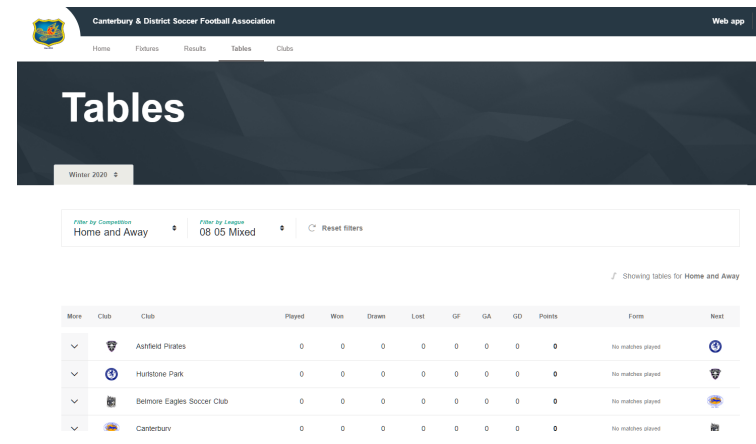 Canterbury & District Soccer Football Association Web app
Home Fixtures Results Tables Clubs
Tables
Winter 2020
Filter by Competition Filter by League
Home and Away 08 05 Mixed Reset filters
Showing tables for Home and Away
More Club Club Played Won Drawn Lost GF GA GD Points Form Next
Ashfield Pirates 0 0 0 0 0 0 0 0 No matches played
Hurlstone Park 0 0 0 0 0 0 0 0 No matches played
Belmore Eagles Soccer Club 0 0 0 0 0 0 0 0 No matches played
Canterbury 0 0 0 0 0 0 0 0 No matches played